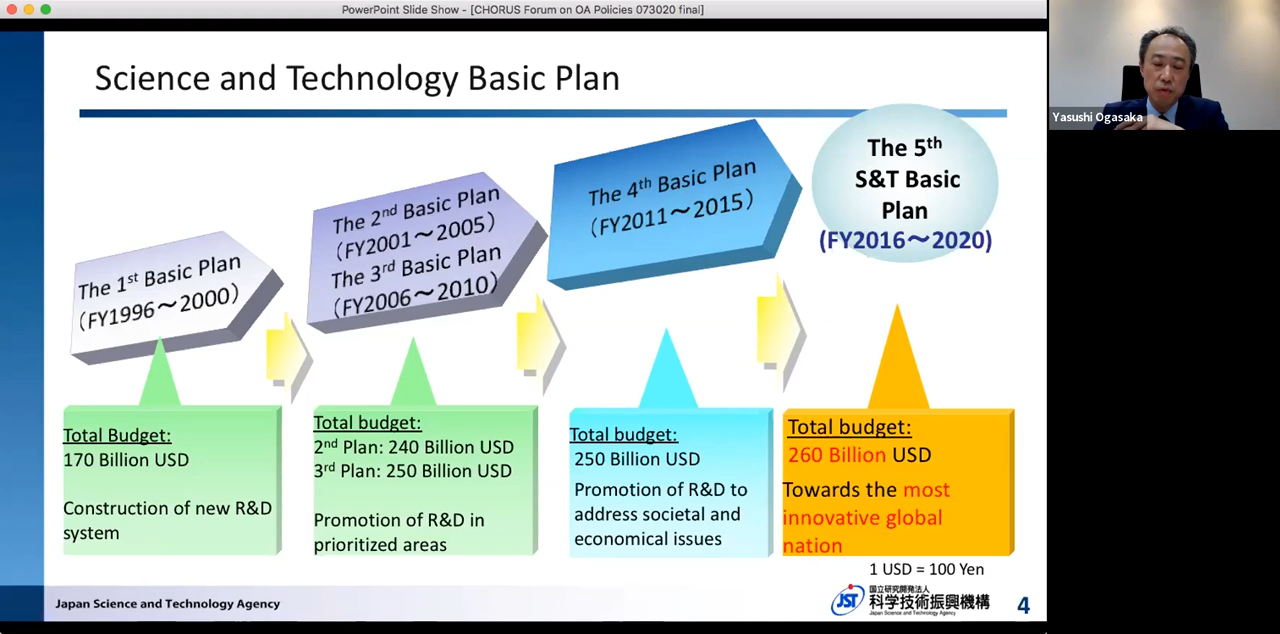 PowerPoint Slide Show - [CHORUS Forum on OA Policies 073020 final]
Science and Technology Basic Plan
The 1st Basic Plan
(FY1996～2000)
The 2nd Basic Plan
(FY2001～2005)
The 3rd Basic Plan
(FY2006～2010)
The 4th Basic Plan
(FY2011～2015)
The 5th
S&T Basic
Plan
(FY2016～2020)
Total Budget:
170 Billion USD
Construction of new R&D
system
Total budget:
2nd Plan: 240 Billion USD
3rd Plan: 250 Billion USD
Promotion of R&D in
prioritized areas
Total budget:
250 Billion USD
Promotion of R&D to
address societal and
economical issues
Total budget:
260 Billion USD
Towards the most
innovative global
nation
1 USD = 100 Yen
Japan Science and Technology Agency
JST
国立研究開発法人
科学技術振興機構
Japan Science and Technology Agency
4
Yasushi Ogasaka